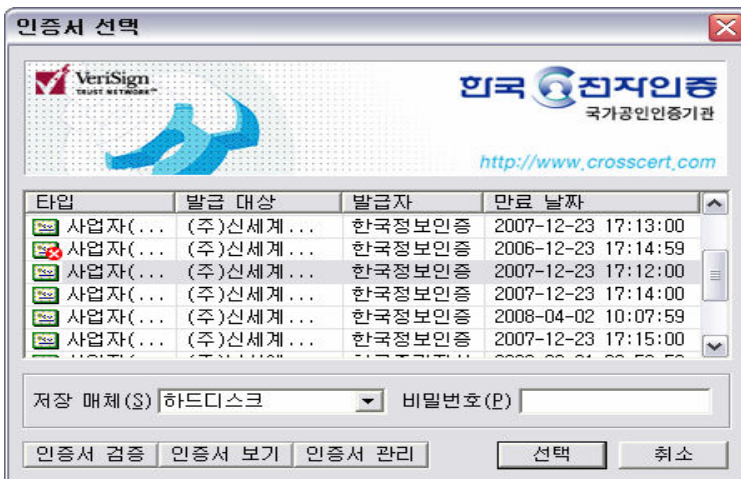 인증서 선택
VeriSign
TRUST NETWORK™
한국전자인증
국가공인인증기관
http://www.crosscert.com
타입 발급 대상 발급자 만료 날짜
사업자(... (주)신세계... 한국정보인증 2007-12-23 17:13:00
사업자(... (주)신세계... 한국정보인증 2006-12-23 17:14:59
사업자(... (주)신세계... 한국정보인증 2007-12-23 17:12:00
사업자(... (주)신세계... 한국정보인증 2007-12-23 17:14:00
사업자(... (주)신세계... 한국정보인증 2008-04-02 10:07:59
사업자(... (주)신세계... 한국정보인증 2007-12-23 17:15:00
저장 매체(S) 하드디스크 비밀번호(P)
인증서 검증 인증서 보기 인증서 관리 선택 취소